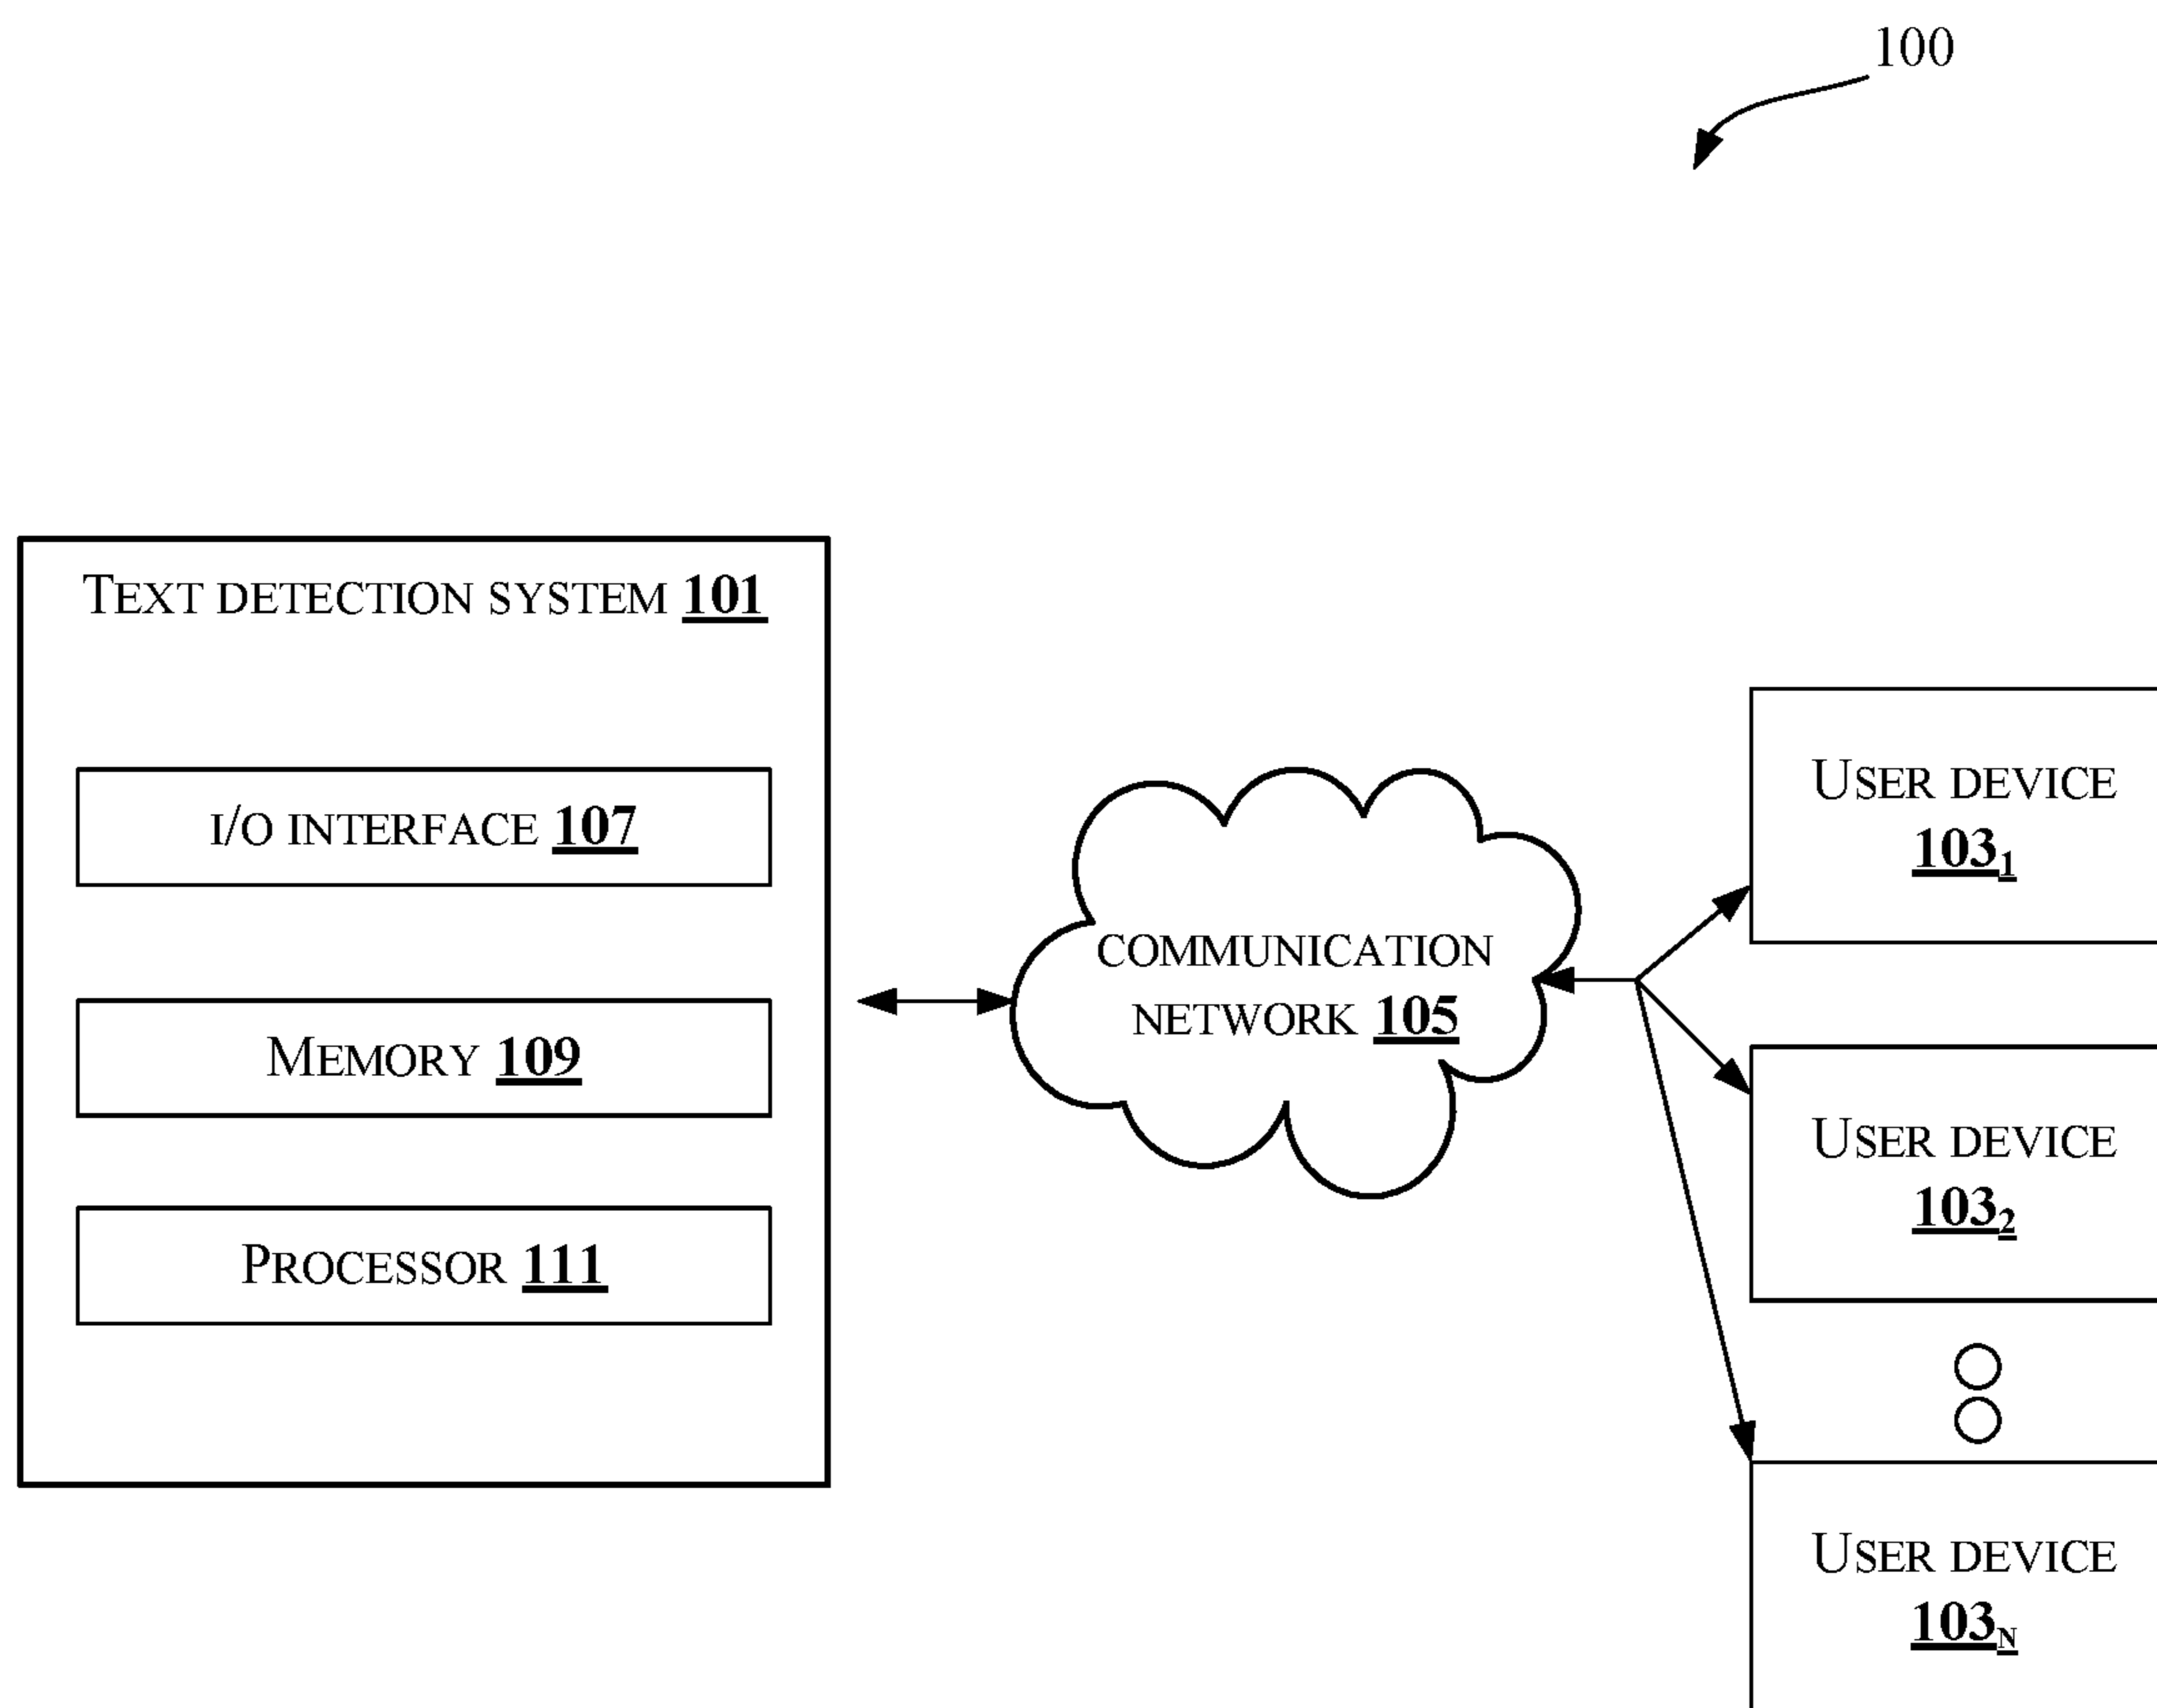 100
Text detection system 101
i/o interface 107
Memory 109
Processor 111
communication
network 105
User device
103₁
User device
103₂
User device
103ₙ